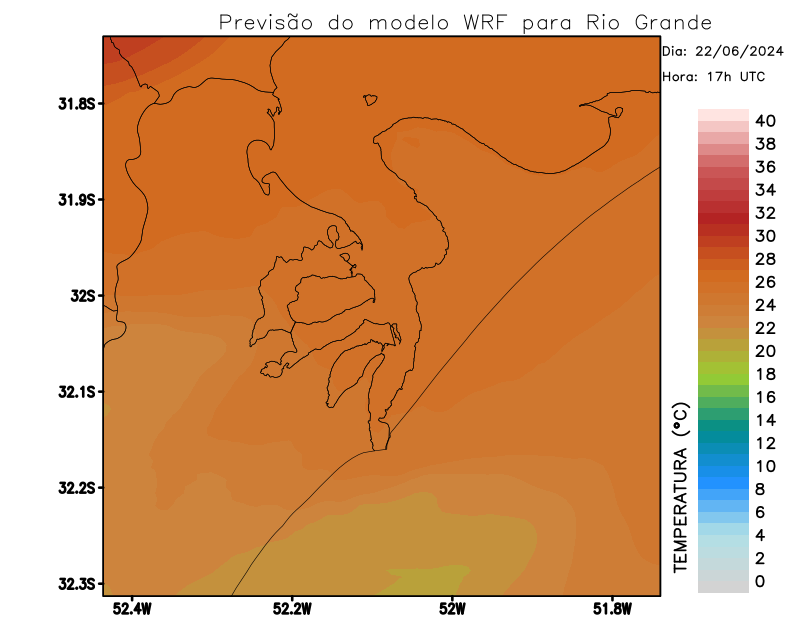 Previsão do modelo WRF para Rio Grande
Dia: 22/06/2024
Hora: 17h UTC
31.8S
31.9S
32S
32.1S
32.2S
32.3S
52.4W
52.2W
52W
51.8W
TEMPERATURA (°C)
40
38
36
34
32
30
28
26
24
22
20
18
16
14
12
10
8
6
4
2
0